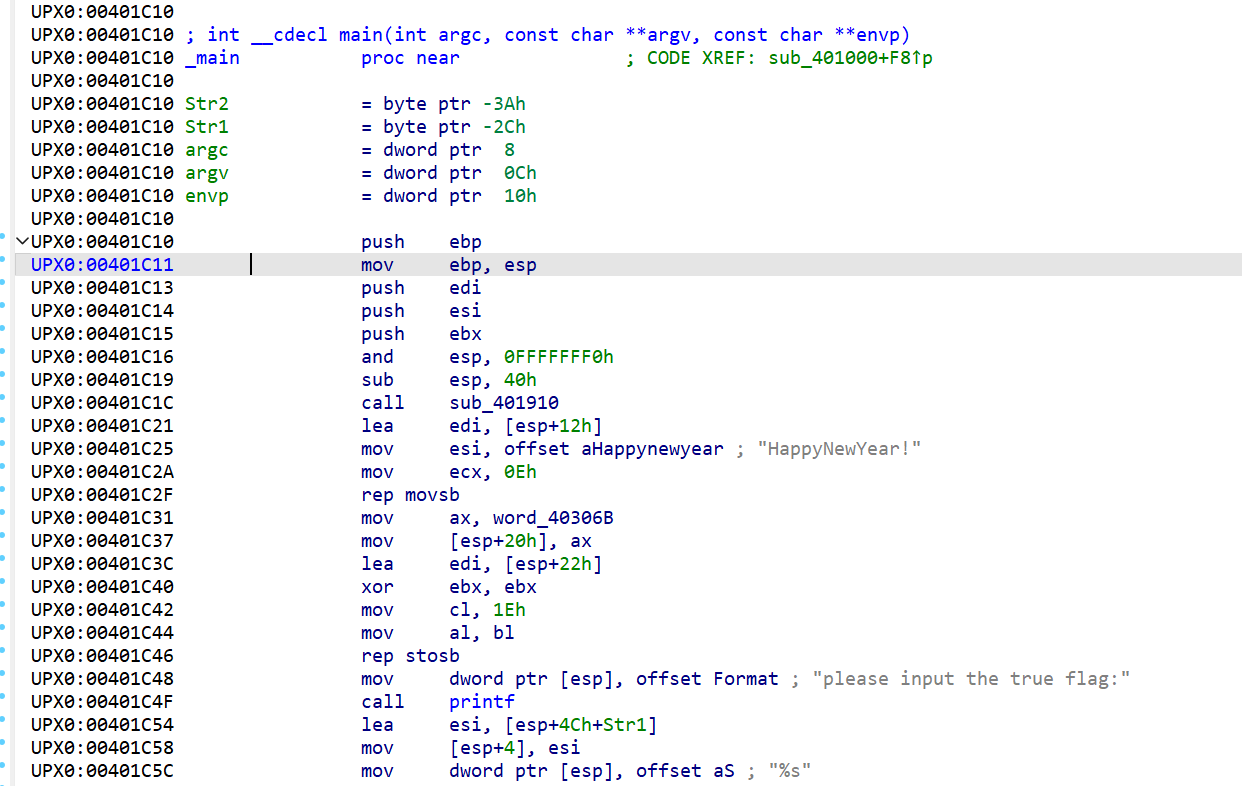 UPX0:00401C10
UPX0:00401C10 ; int __cdecl main(int argc, const char **argv, const char **envp)
UPX0:00401C10 _main           proc near               ; CODE XREF: sub_401000+F8↑p
UPX0:00401C10
UPX0:00401C10 Str2            = byte ptr -3Ah
UPX0:00401C10 Str1            = byte ptr -2Ch
UPX0:00401C10 argc            = dword ptr  8
UPX0:00401C10 argv            = dword ptr  0Ch
UPX0:00401C10 envp            = dword ptr  10h
UPX0:00401C10
UPX0:00401C10                 push    ebp
UPX0:00401C11                 mov     ebp, esp
UPX0:00401C13                 push    edi
UPX0:00401C14                 push    esi
UPX0:00401C15                 push    ebx
UPX0:00401C16                 and     esp, 0FFFFFFF0h
UPX0:00401C19                 sub     esp, 40h
UPX0:00401C1C                 call    sub_401910
UPX0:00401C21                 lea     edi, [esp+12h]
UPX0:00401C25                 mov     esi, offset aHappynewyear ; "HappyNewYear!"
UPX0:00401C2A                 mov     ecx, 0Eh
UPX0:00401C2F                 rep movsb
UPX0:00401C31                 mov     ax, word_40306B
UPX0:00401C37                 mov     [esp+20h], ax
UPX0:00401C3C                 lea     edi, [esp+22h]
UPX0:00401C40                 xor     ebx, ebx
UPX0:00401C42                 mov     cl, 1Eh
UPX0:00401C44                 mov     al, bl
UPX0:00401C46                 rep stosb
UPX0:00401C48                 mov     dword ptr [esp], offset Format ; "please input the true flag:"
UPX0:00401C4F                 call    printf
UPX0:00401C54                 lea     esi, [esp+4Ch+Str1]
UPX0:00401C58                 mov     [esp+4], esi
UPX0:00401C5C                 mov     dword ptr [esp], offset aS ; "%s"